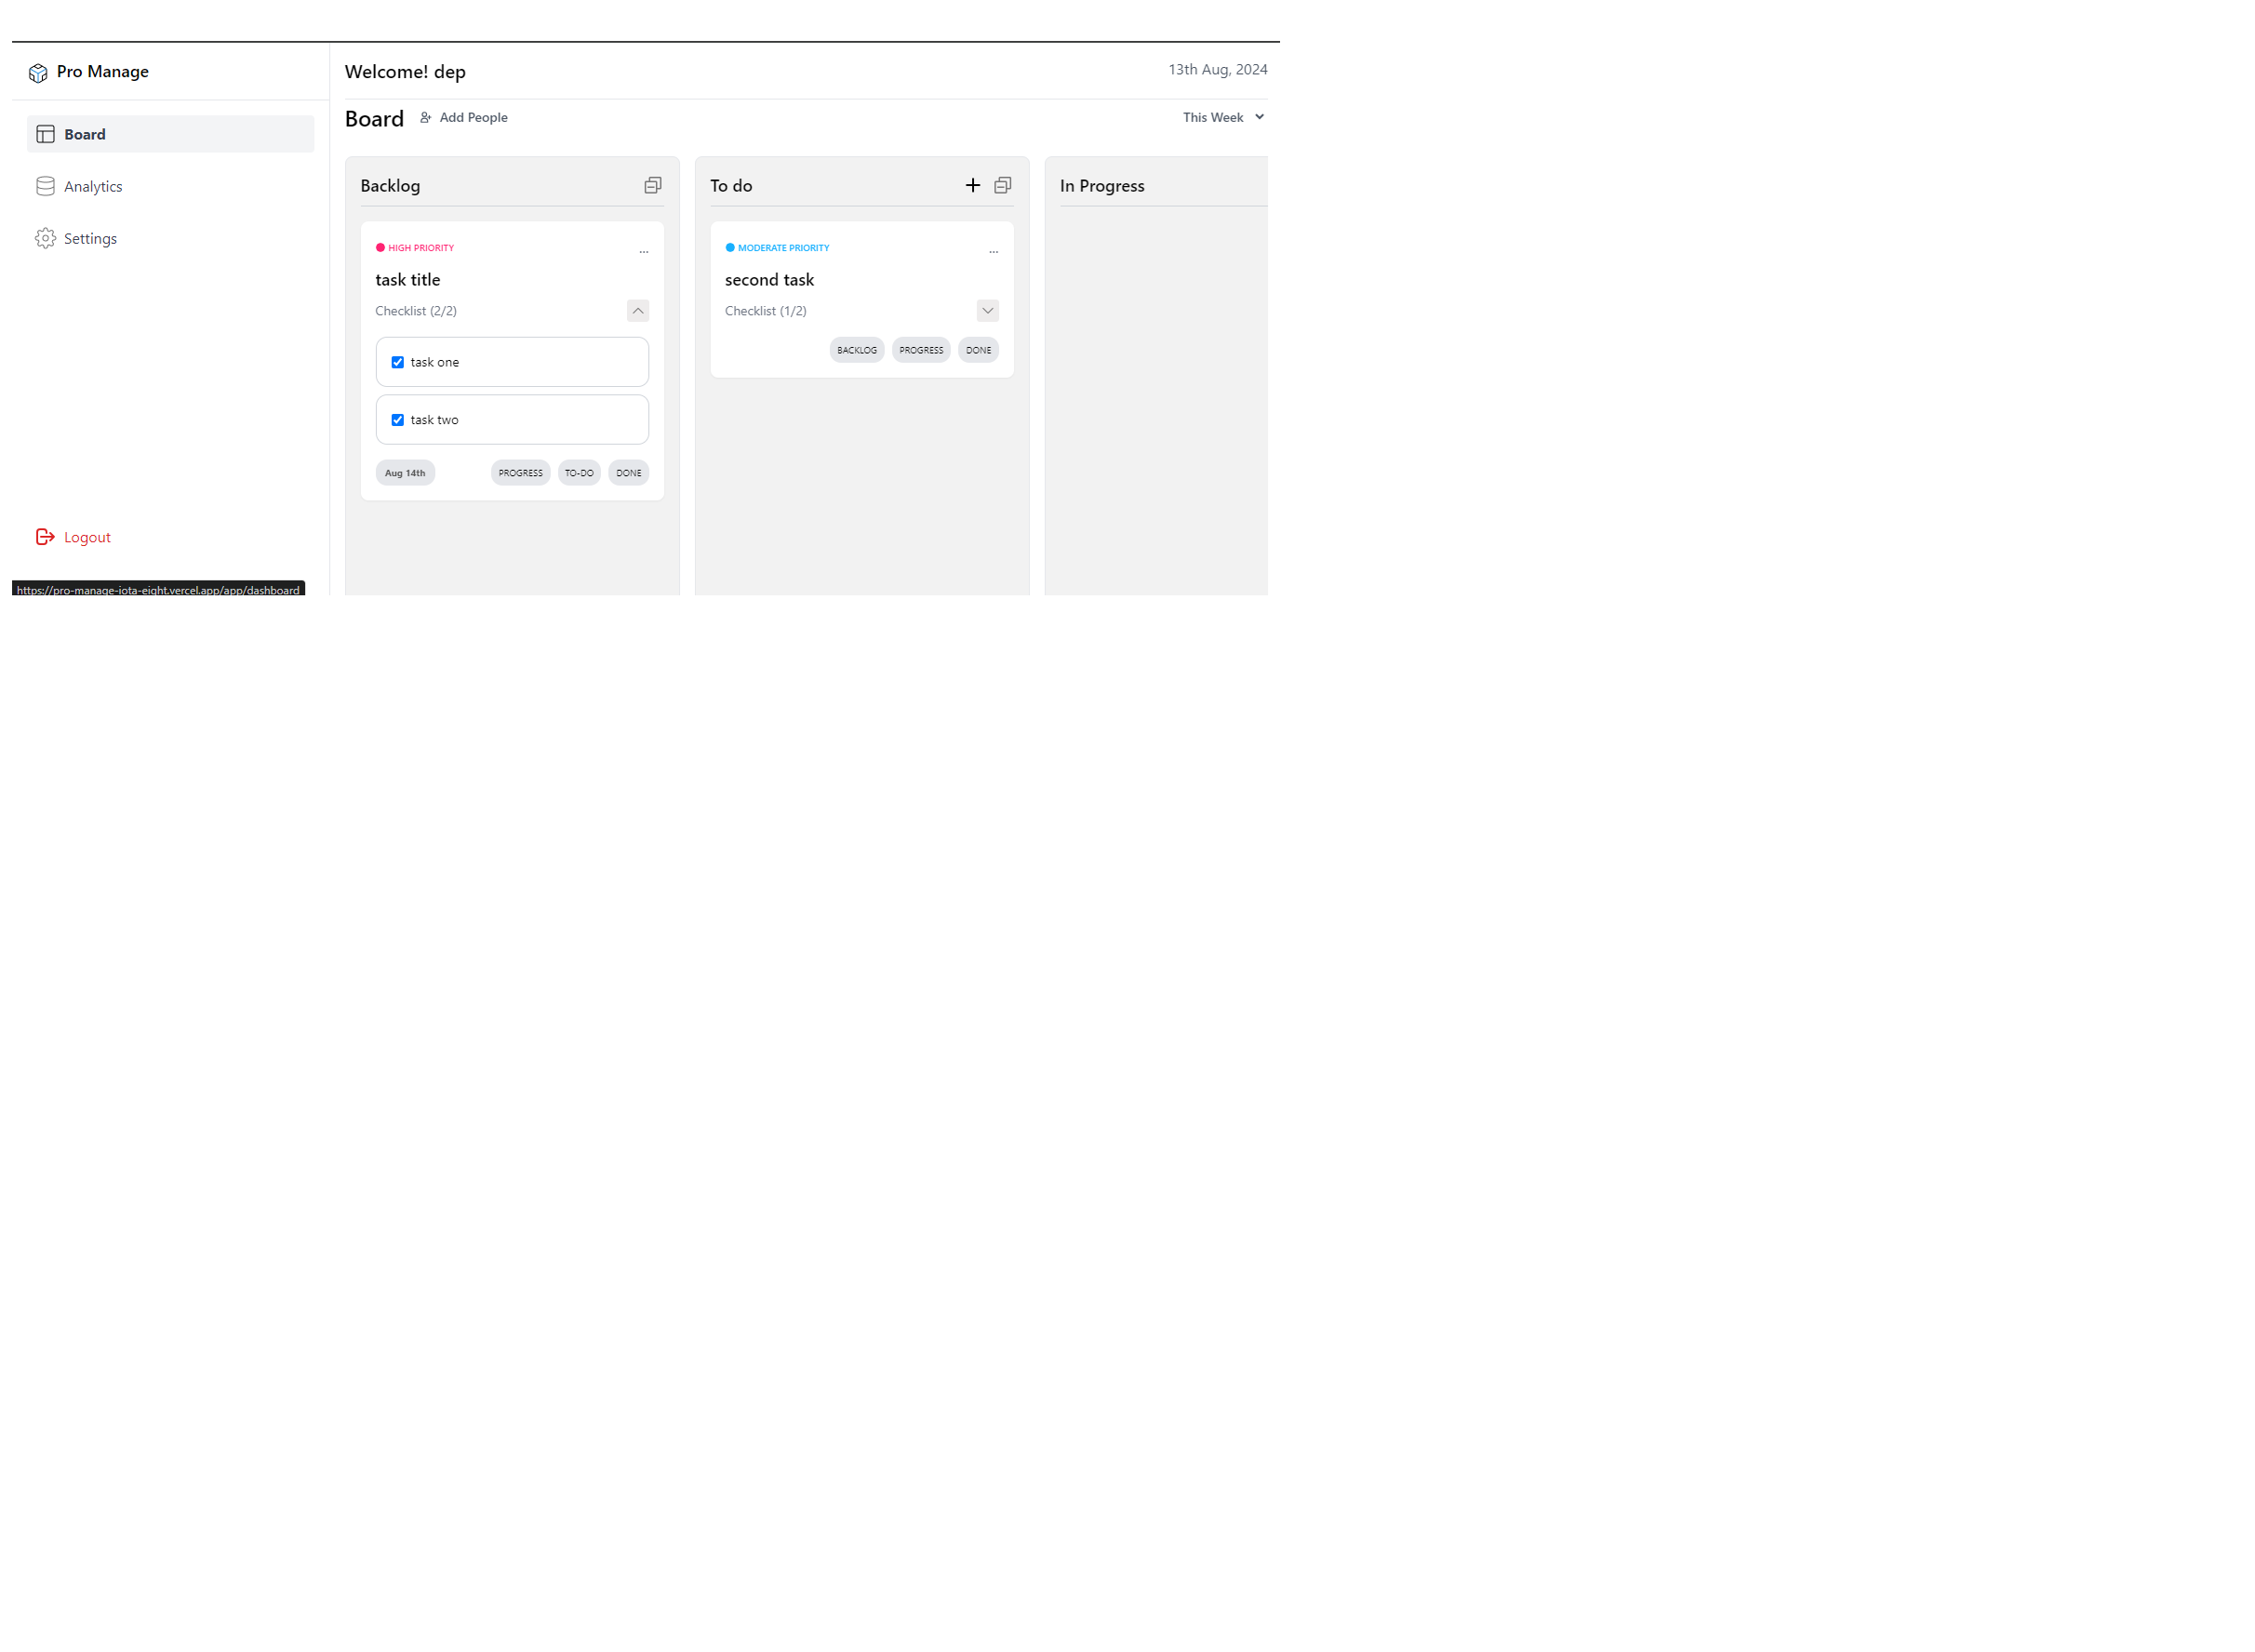 Pro Manage
Board
Analytics
Settings
Logout
https://pro-manage-iota-eight.vercel.app/app/dashboard
Welcome! dep
13th Aug, 2024
Board
Add People
This Week
Backlog
HIGH PRIORITY
...
task title
Checklist (2/2)
task one
task two
Aug 14th
PROGRESS
TO-DO
DONE
To do
MODERATE PRIORITY
...
second task
Checklist (1/2)
BACKLOG
PROGRESS
DONE
In Progress